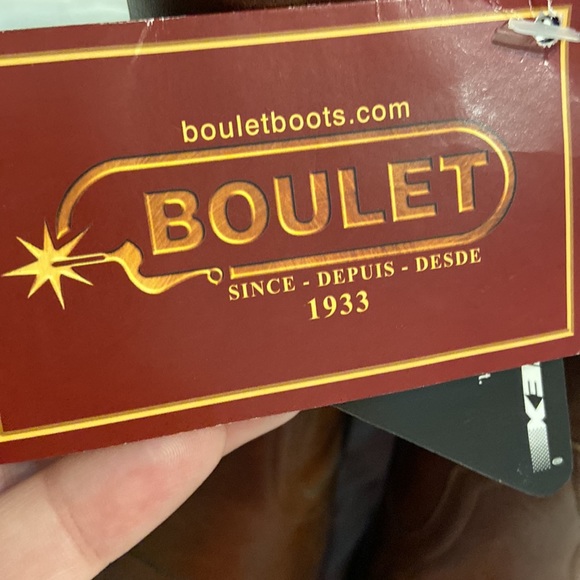 bouletboots.com
BOULET
SINCE - DEPUIS - DESDE
1933